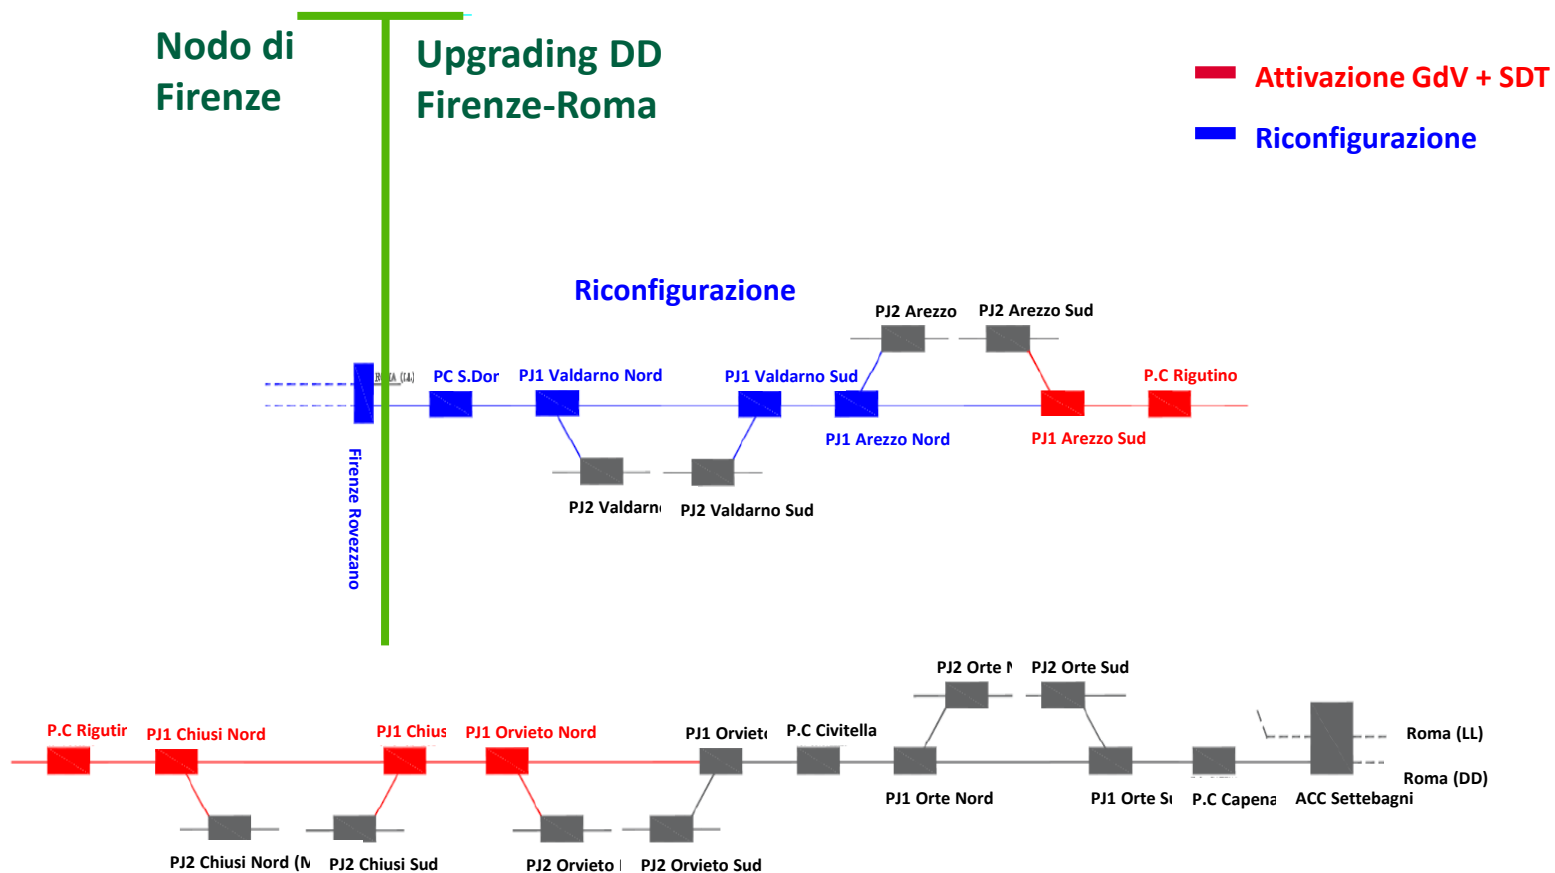 Nodo di
Firenze
Upgrading DD
Firenze-Roma
Attivazione GdV + SDT
Riconfigurazione
Riconfigurazione
PJ2 Arezzo
PJ2 Arezzo Sud
PC S.Dor
PJ1 Valdarno Nord
PJ1 Valdarno Sud
P.C Rigutino
PJ1 Arezzo Nord
PJ1 Arezzo Sud
Firenze Rovezzano
PJ2 Valdarn
PJ2 Valdarno Sud
PJ2 Orte N
PJ2 Orte Sud
P.C Rigutir
PJ1 Chiusi Nord
PJ1 Chius
PJ1 Orvieto Nord
PJ1 Orviet
P.C Civitella
Roma (LL)
Roma (DD)
PJ1 Orte Nord
PJ1 Orte Su
P.C Capena
ACC Settebagni
PJ2 Chiusi Nord (M
PJ2 Chiusi Sud
PJ2 Orvieto
PJ2 Orvieto Sud